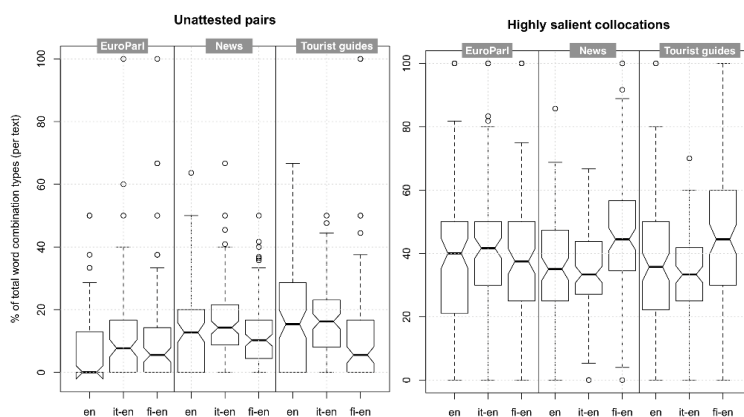 Unattested pairs
EuroParl News Tourist guides
% of total word combination types (per text)
100
80
60
40
20
0
en it-en fi-en en it-en fi-en en it-en fi-en
Highly salient collocations
EuroParl News Tourist guides
100
80
60
40
20
0
en it-en fi-en en it-en fi-en en it-en fi-en